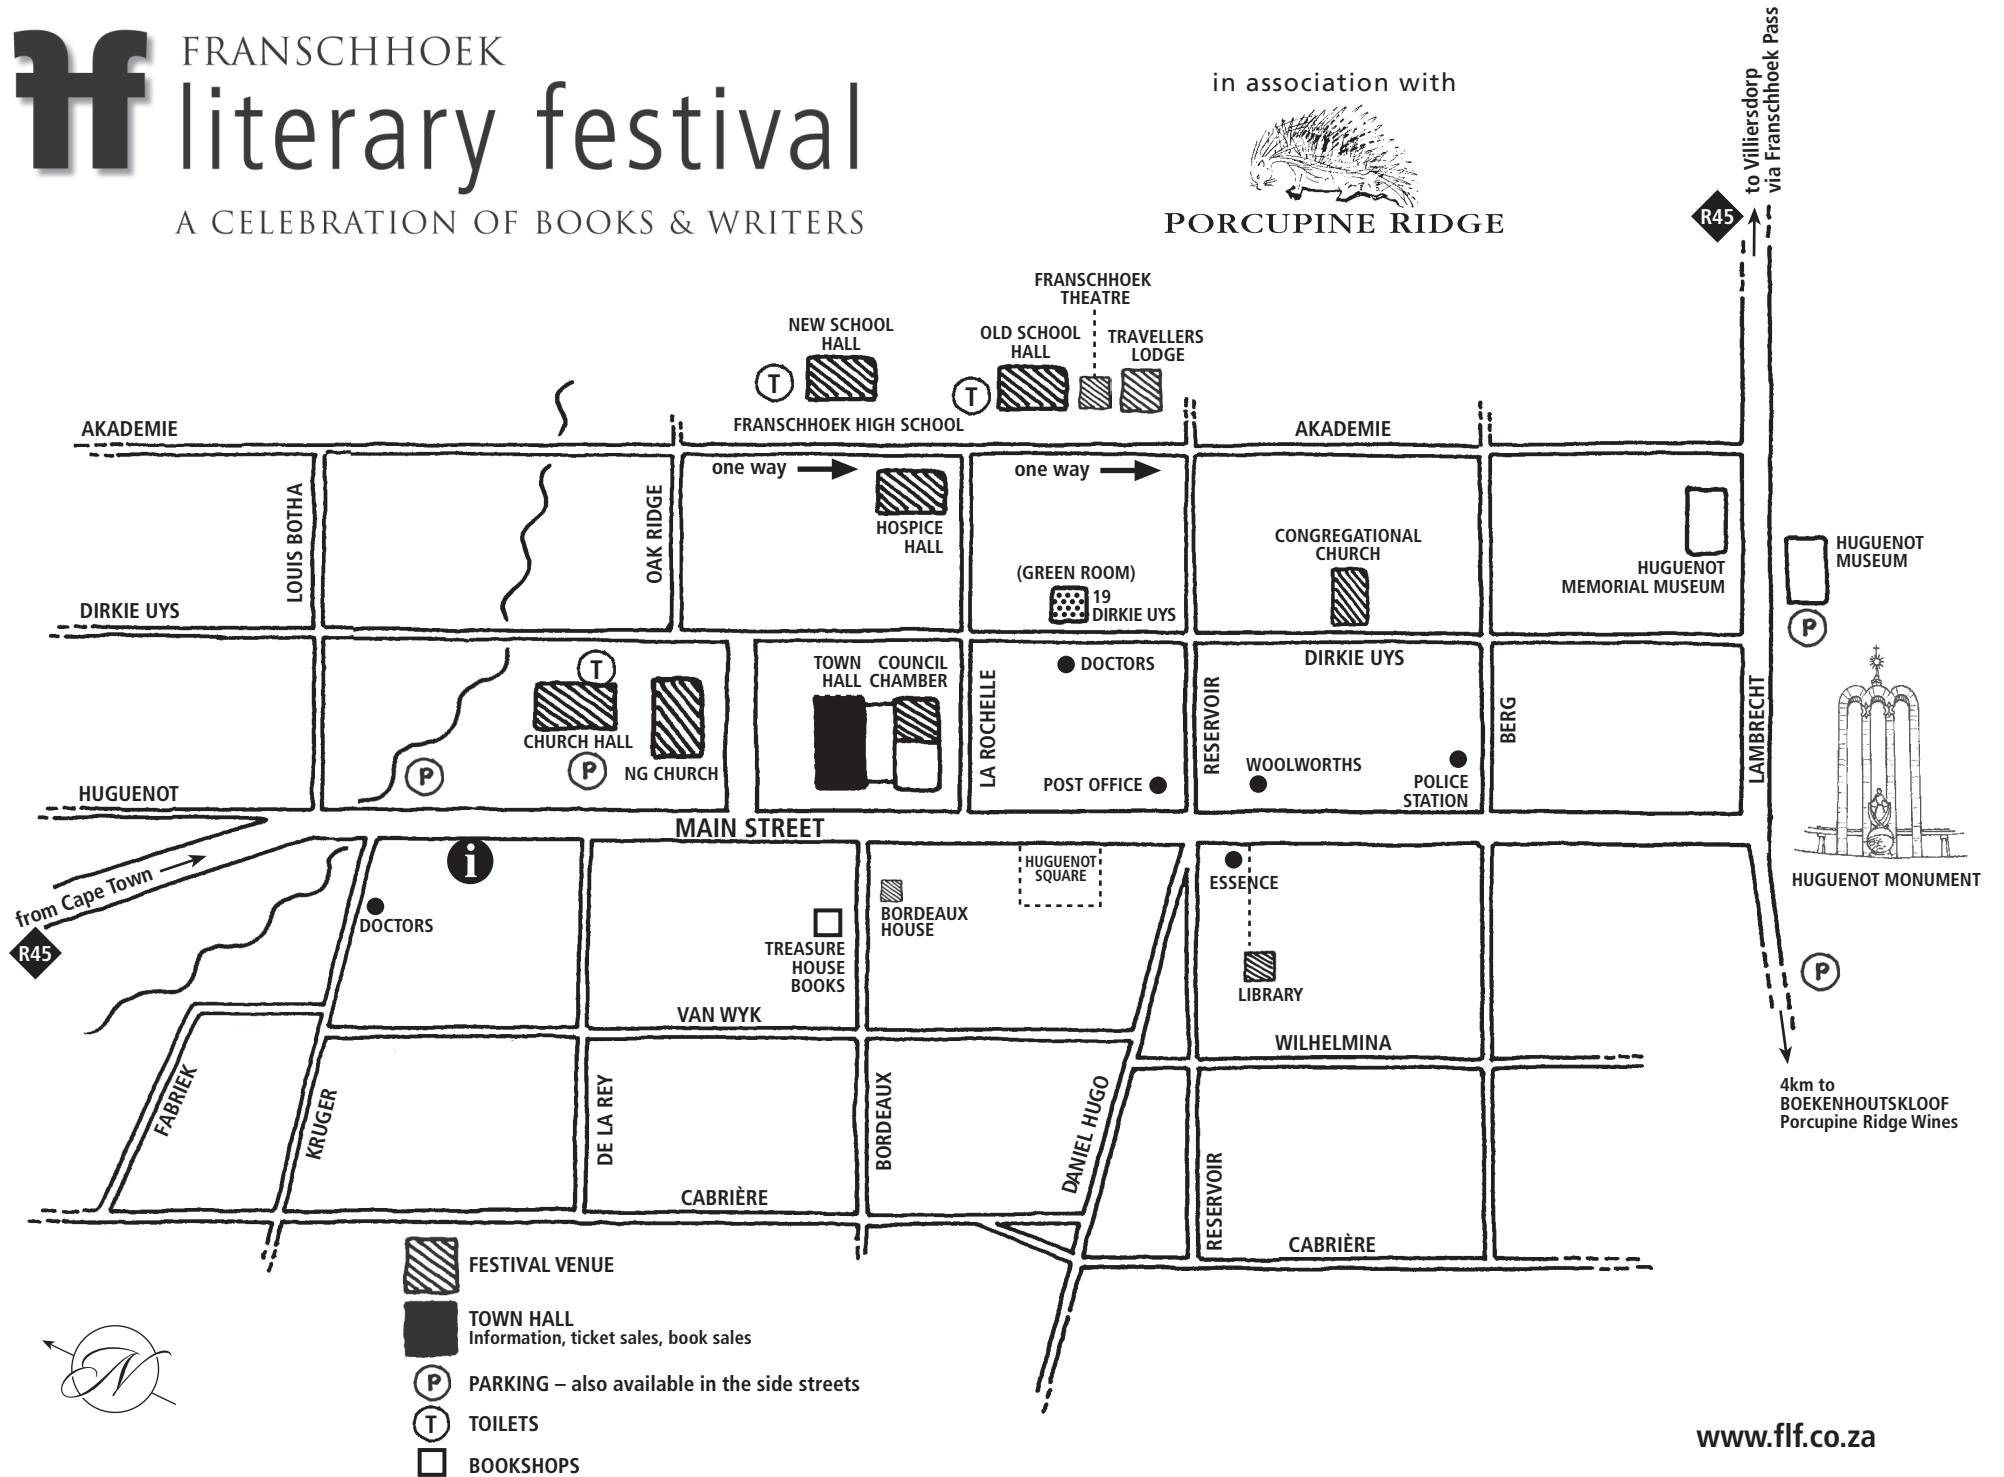 ff
FRANSCHHOEK
literary festival
A CELEBRATION OF BOOKS & WRITERS
in association with
PORCUPINE RIDGE
to Villiersdorp
via Franschhoek Pass
R45
FRANSCHHOEK
THEATRE
NEW SCHOOL
HALL
OLD SCHOOL
HALL
TRAVELLERS
LODGE
T
T
FRANSCHHOEK HIGH SCHOOL
AKADEMIE
AKADEMIE
one way
one way
LOUIS BOTHA
OAK RIDGE
HOSPICE
HALL
CONGREGATIONAL
CHURCH
HUGUENOT
MEMORIAL MUSEUM
HUGUENOT
MUSEUM
P
(GREEN ROOM)
19
DIRKIE UYS
DIRKIE UYS
DIRKIE UYS
T
CHURCH HALL
P
P
NG CHURCH
TOWN
HALL
COUNCIL
CHAMBER
LA ROCHELLE
DOCTORS
POST OFFICE
RESERVOIR
WOOLWORTHS
POLICE
STATION
BERG
LAMBRECHT
HUGUENOT MONUMENT
HUGUENOT
MAIN STREET
from Cape Town
R45
i
DOCTORS
TREASURE
HOUSE
BOOKS
BORDEAUX
HOUSE
HUGUENOT
SQUARE
ESSENCE
LIBRARY
P
VAN WYK
WILHELMINA
FABRIEK
KRUGER
DE LA REY
BORDEAUX
DANIEL HUGO
RESERVOIR
4km to
BOEKENHOUTSKLOOF
Porcupine Ridge Wines
CABRIÈRE
CABRIÈRE
FESTIVAL VENUE
TOWN HALL
Information, ticket sales, book sales
P PARKING – also available in the side streets
T TOILETS
BOOKSHOPS
N
www.flf.co.za